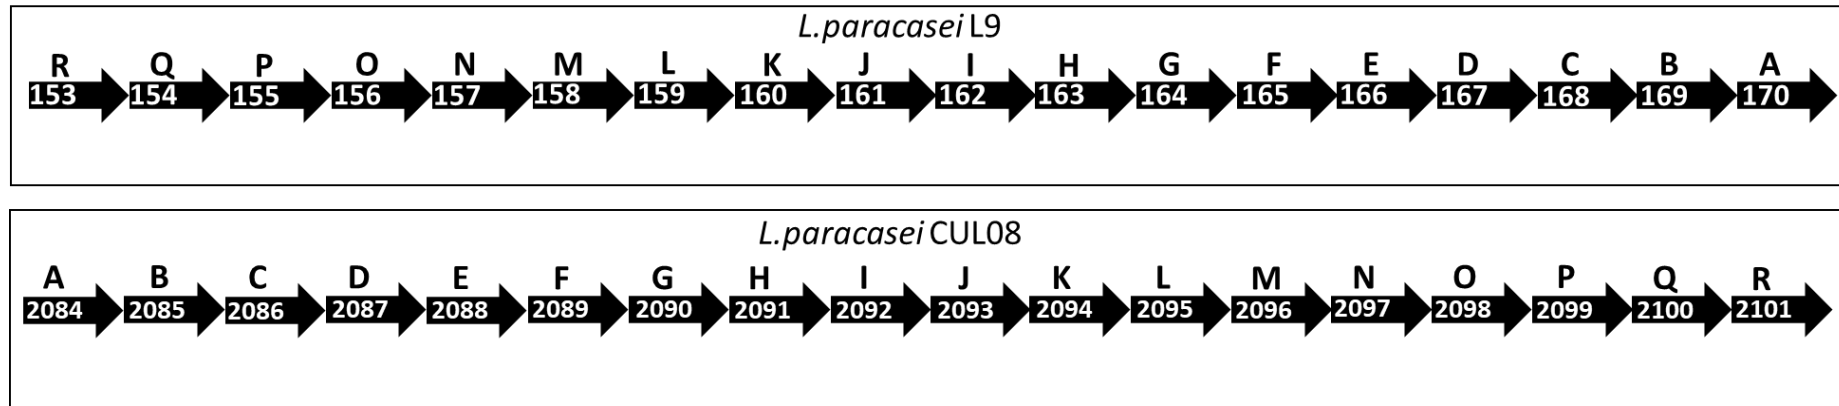 L.paracasei L9
R Q P O N M L K J I H G F E D C B A
153 154 155 156 157 158 159 160 161 162 163 164 165 166 167 168 169 170
L.paracasei CUL08
A B C D E F G H I J K L M N O P Q R
2084 2085 2086 2087 2088 2089 2090 2091 2092 2093 2094 2095 2096 2097 2098 2099 2100 2101